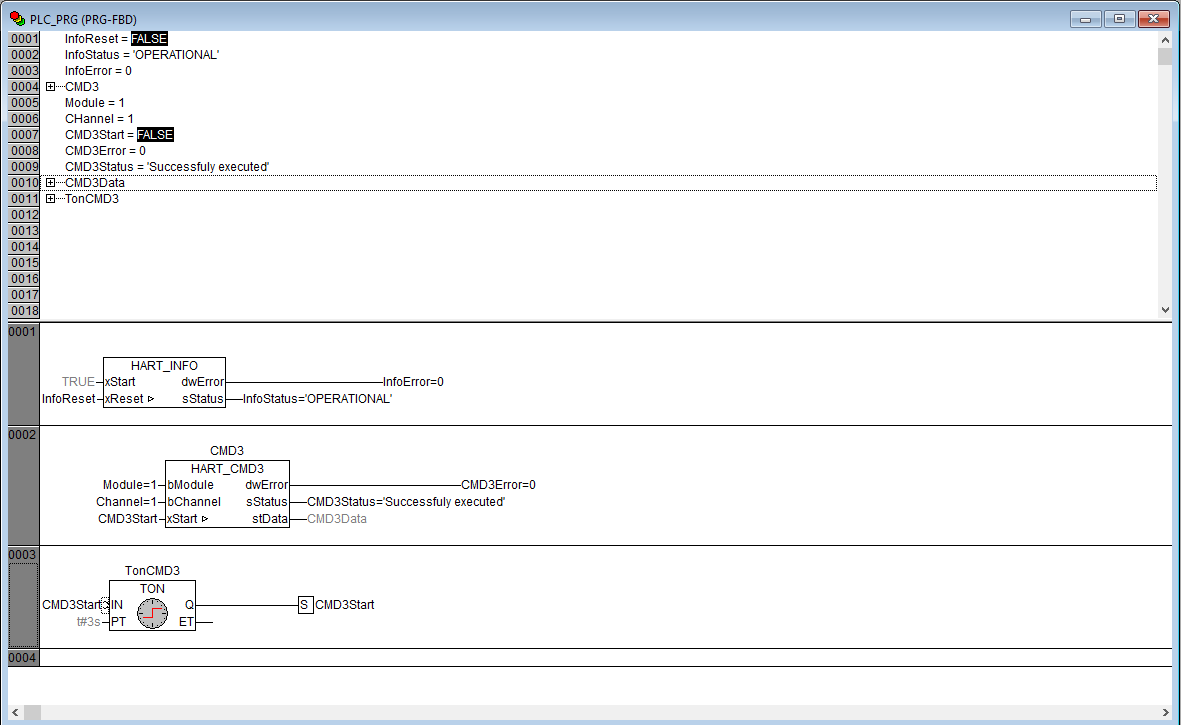 PLC_PRG (PRG-FBD)
0001 InfoReset = FALSE
0002 InfoStatus = 'OPERATIONAL'
0003 InfoError = 0
0004 CMD3
0005 Module = 1
0006 CHannel = 1
0007 CMD3Start = FALSE
0008 CMD3Error = 0
0009 CMD3Status = 'Successfuly executed'
0010 CMD3Data
0011 TonCMD3
0012
0013
0014
0015
0016
0017
0018
0001
HART_INFO
TRUE xStart dwError InfoError=0
InfoReset xReset sStatus InfoStatus='OPERATIONAL'
0002
CMD3
HART_CMD3
Module=1 bModule dwError CMD3Error=0
Channel=1 bChannel sStatus CMD3Status='Successfuly executed'
CMD3Start xStart stData CMD3Data
0003
TonCMD3
TON
CMD3Start IN Q S CMD3Start
t#3s PT ET
0004